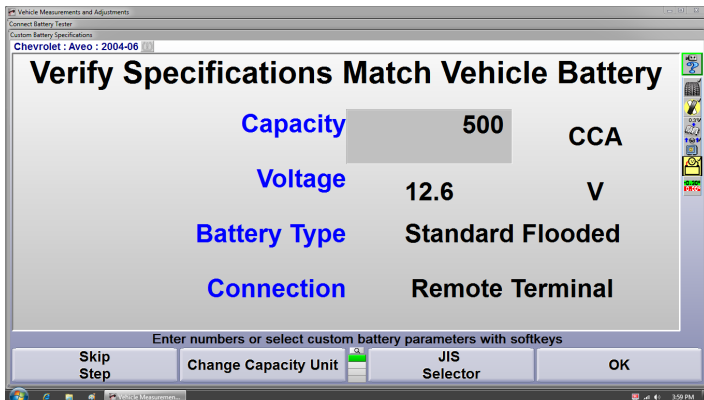 Vehicle Measurements and Adjustments
Connect Battery Tester
Custom Battery Specifications
Chevrolet : Aveo : 2004-06
Verify Specifications Match Vehicle Battery
Capacity 500 CCA
Voltage 12.6 V
Battery Type Standard Flooded
Connection Remote Terminal
Enter numbers or select custom battery parameters with softkeys
Skip Step
Change Capacity Unit
JIS Selector
OK
Vehicle Measuremen...
3:59 PM